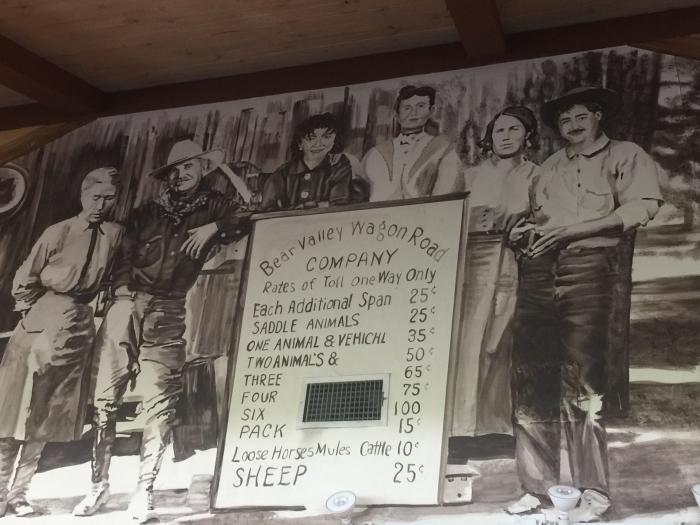 Bear Valley Wagon Road
COMPANY
Rates of Toll One Way Only
Each Additional Span 25¢
SADDLE ANIMALS 25¢
ONE ANIMAL & VEHICHL 35¢
TWO ANIMAL'S & 50¢
THREE 65¢
FOUR 75¢
SIX 100
PACK 15¢
Loose Horses Mules Cattle 10¢
SHEEP 25¢